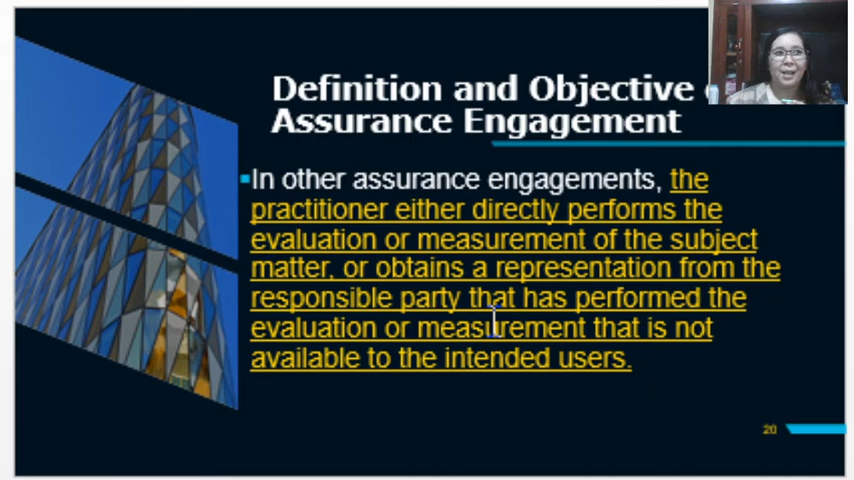 Definition and Objective
Assurance Engagement
In other assurance engagements, the
practitioner either directly performs the
evaluation or measurement of the subject
matter, or obtains a representation from the
responsible party that has performed the
evaluation or measurement that is not
available to the intended users.
20